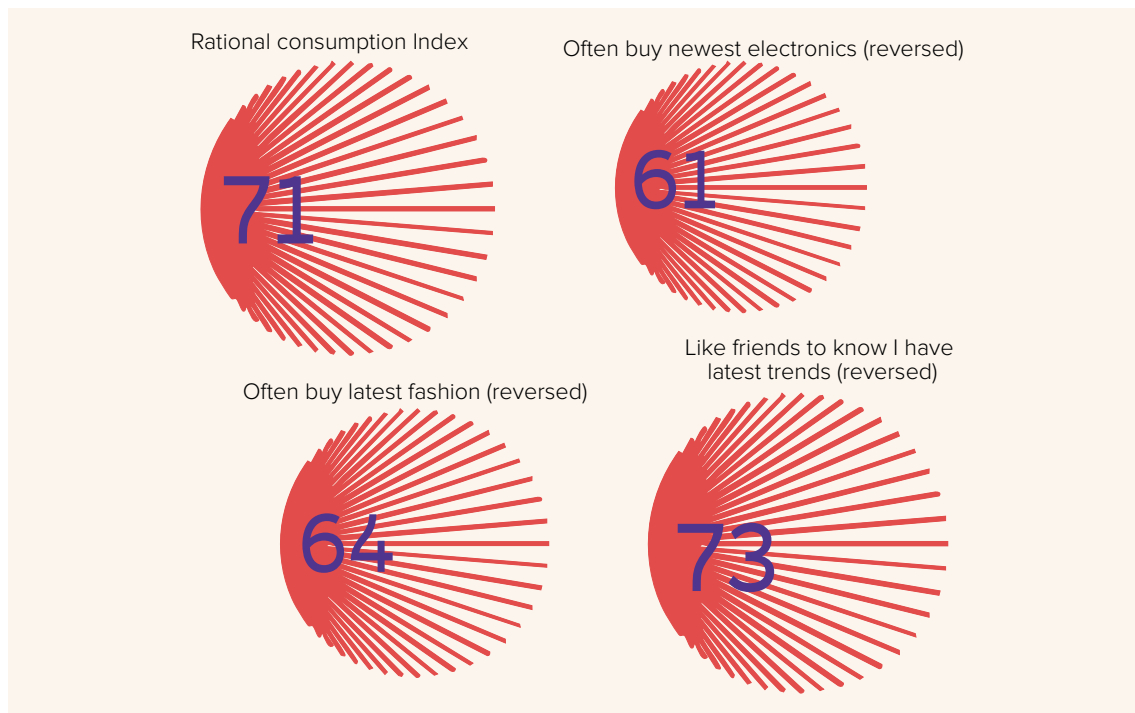 Rational consumption Index
71
Often buy newest electronics (reversed)
61
Often buy latest fashion (reversed)
64
Like friends to know I have
latest trends (reversed)
73